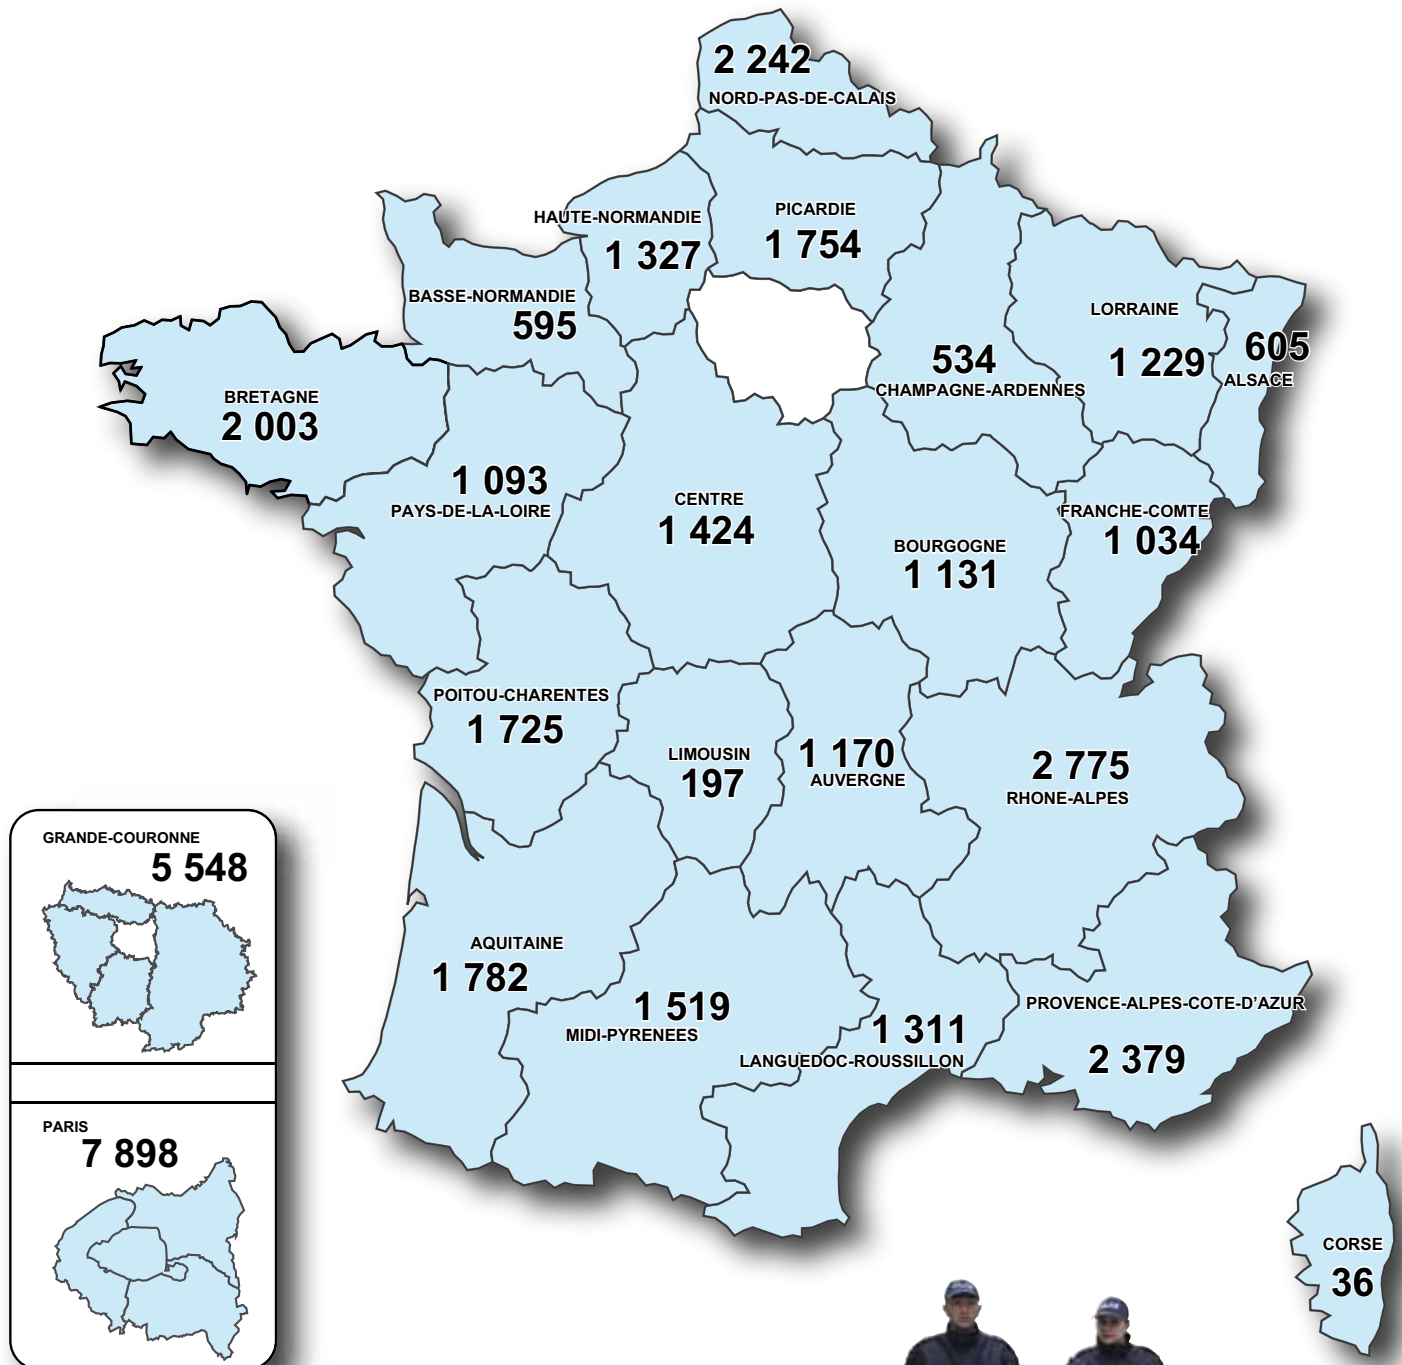 2 242
NORD-PAS-DE-CALAIS
HAUTE-NORMANDIE
1 327
PICARDIE
1 754
BASSE-NORMANDIE
595
LORRAINE
1 229
605
ALSACE
534
CHAMPAGNE-ARDENNES
BRETAGNE
2 003
1 093
PAYS-DE-LA-LOIRE
CENTRE
1 424
BOURGOGNE
1 131
FRANCHE-COMTE
1 034
POITOU-CHARENTES
1 725
LIMOUSIN
197
1 170
AUVERGNE
2 775
RHONE-ALPES
GRANDE-COURONNE
5 548
AQUITAINE
1 782
1 519
MIDI-PYRENEES
1 311
LANGUEDOC-ROUSSILLON
PROVENCE-ALPES-COTE-D'AZUR
2 379
PARIS
7 898
CORSE
36